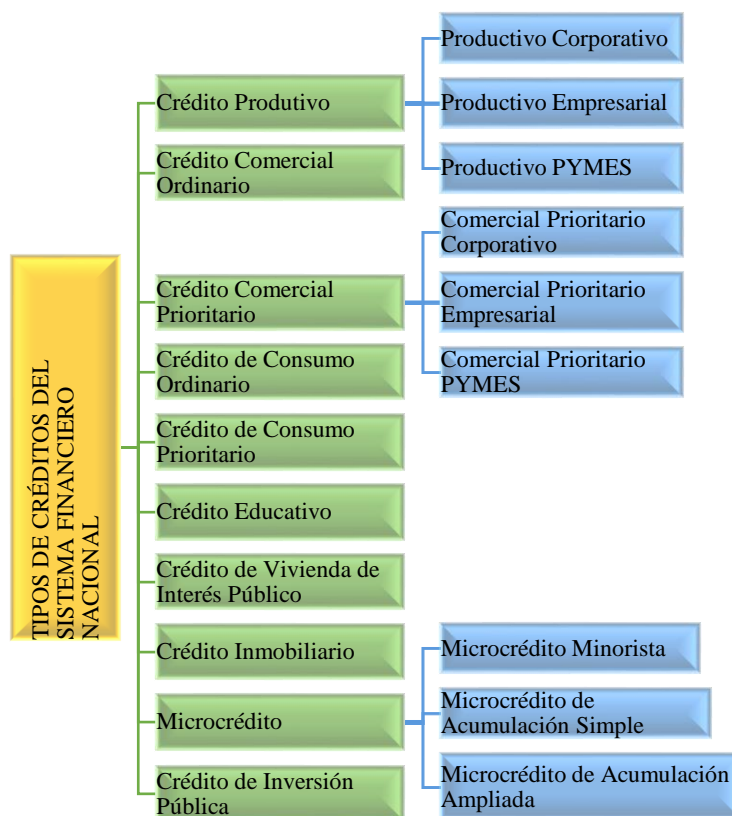 TIPOS DE CRÉDITOS DEL
SISTEMA FINANCIERO
NACIONAL
Crédito Produtivo
Productivo Corporativo
Productivo Empresarial
Productivo PYMES
Crédito Comercial
Ordinario
Crédito Comercial
Prioritario
Comercial Prioritario
Corporativo
Comercial Prioritario
Empresarial
Comercial Prioritario
PYMES
Crédito de Consumo
Ordinario
Crédito de Consumo
Prioritario
Crédito Educativo
Crédito de Vivienda de
Interés Público
Crédito Inmobiliario
Microcrédito
Microcrédito Minorista
Microcrédito de
Acumulación Simple
Microcrédito de Acumulación
Ampliada
Crédito de Inversión
Pública